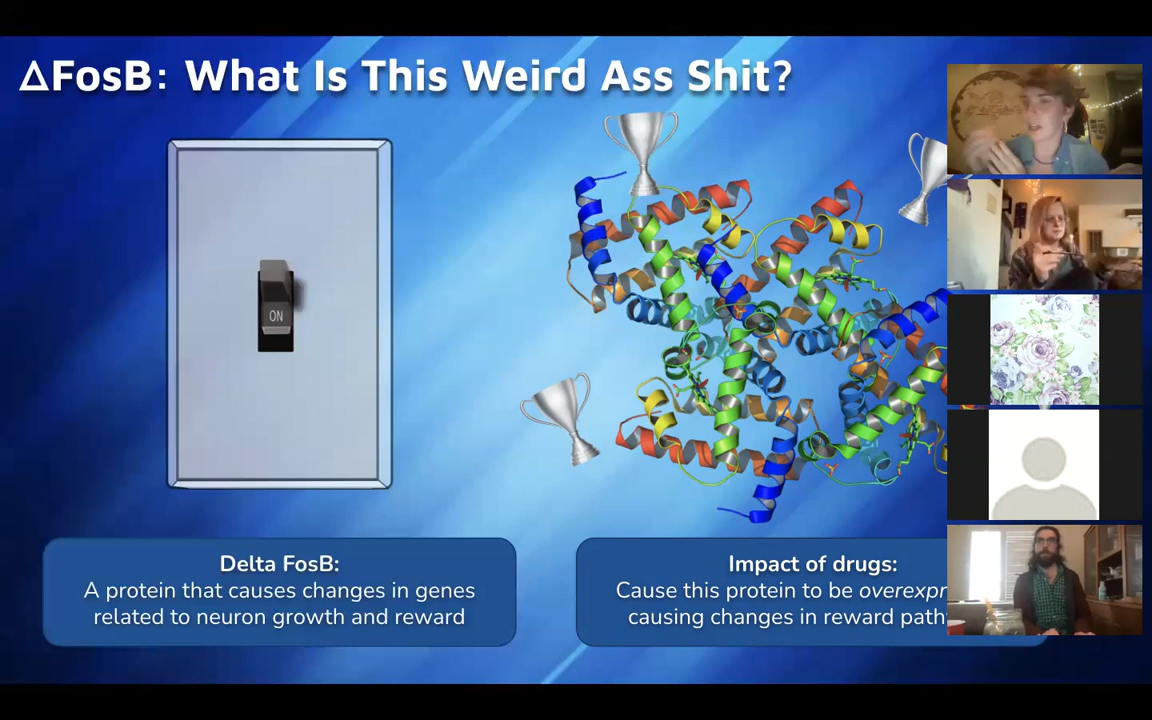 ΔFosB: What Is This Weird Ass Shit?
ON
Delta FosB:
A protein that causes changes in genes
related to neuron growth and reward
Impact of drugs:
Cause this protein to be
causing changes in reward